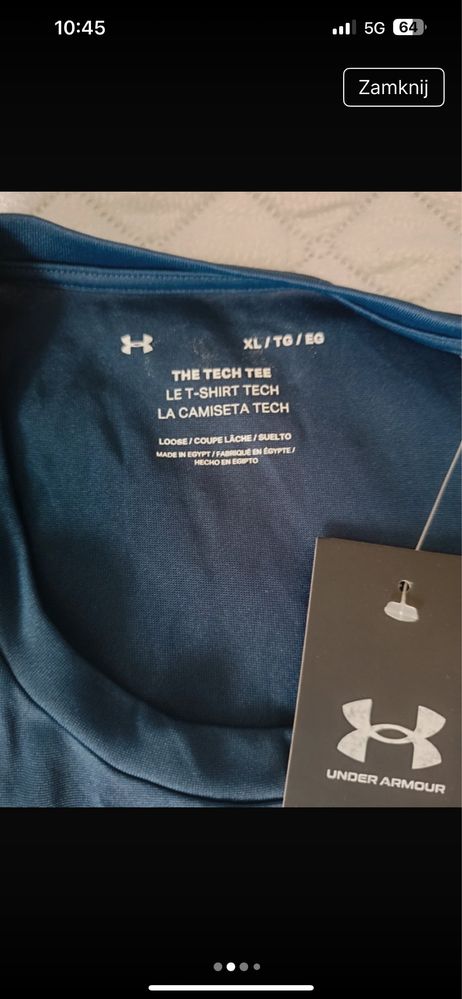 10:45
5G 64
Zamknij
XL / TG / EG
THE TECH TEE
LE T-SHIRT TECH
LA CAMISETA TECH
LOOSE / COUPE LÂCHE / SUELTO
MADE IN EGYPT / FABRIQUÉ EN ÉGYPTE /
HECHO EN EGIPTO
UNDER ARMOUR